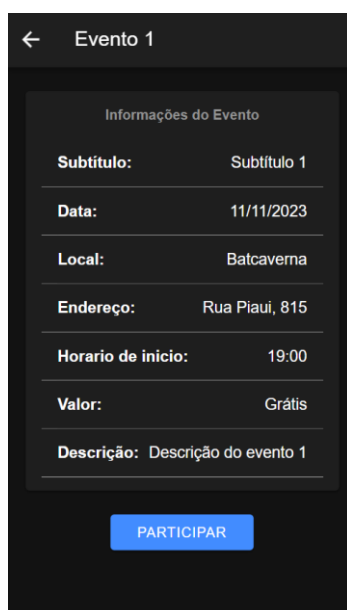 Evento 1
Informações do Evento
Subtítulo: Subtítulo 1
Data: 11/11/2023
Local: Batcaverna
Endereço: Rua Piaui, 815
Horario de inicio: 19:00
Valor: Grátis
Descrição: Descrição do evento 1
PARTICIPAR